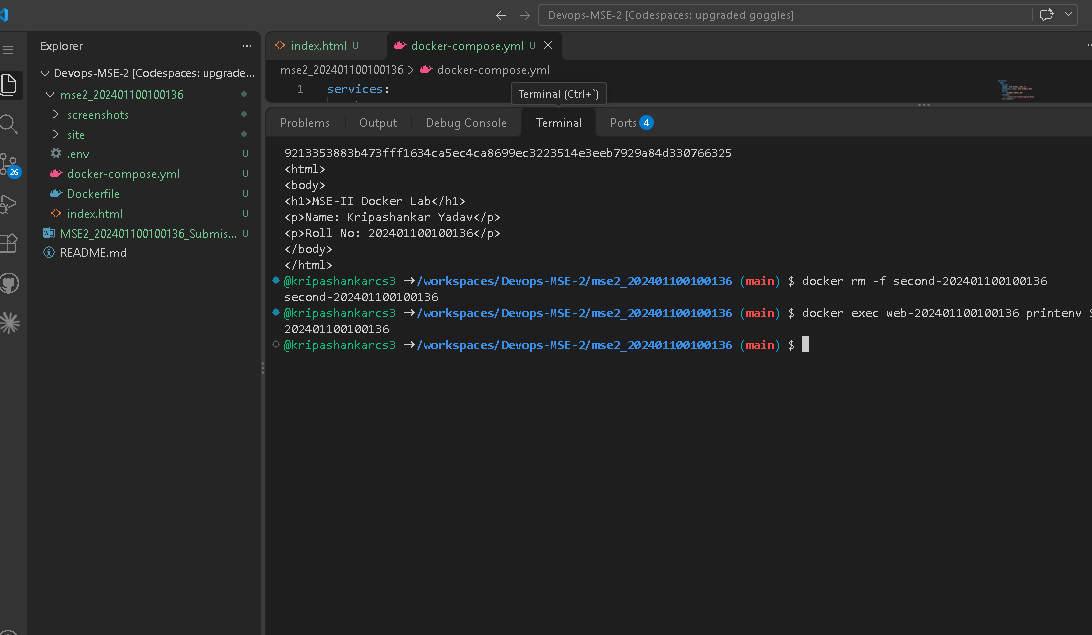 Devops-MSE-2 [Codespaces: upgraded goggles]
Explorer
Devops-MSE-2 [Codespaces: upgrade...
mse2_202401100100136
screenshots
site
.env U
docker-compose.yml U
Dockerfile U
index.html U
MSE2_202401100100136_Submis... U
README.md
26
index.html U
docker-compose.yml U
mse2_202401100100136 > docker-compose.yml
1 services:
Terminal (Ctrl+`)
Problems Output Debug Console Terminal Ports 4
9213353883b473fff1634ca5ec4ca8699ec3223514e3eeb7929a84d330766325
<html>
<body>
<h1>MSE-II Docker Lab</h1>
<p>Name: Kripashankar Yadav</p>
<p>Roll No: 202401100100136</p>
</body>
</html>
@kripashankarcs3 →/workspaces/Devops-MSE-2/mse2_202401100100136 (main) $ docker rm -f second-202401100100136
second-202401100100136
@kripashankarcs3 →/workspaces/Devops-MSE-2/mse2_202401100100136 (main) $ docker exec web-202401100100136 printenv
202401100100136
@kripashankarcs3 →/workspaces/Devops-MSE-2/mse2_202401100100136 (main) $